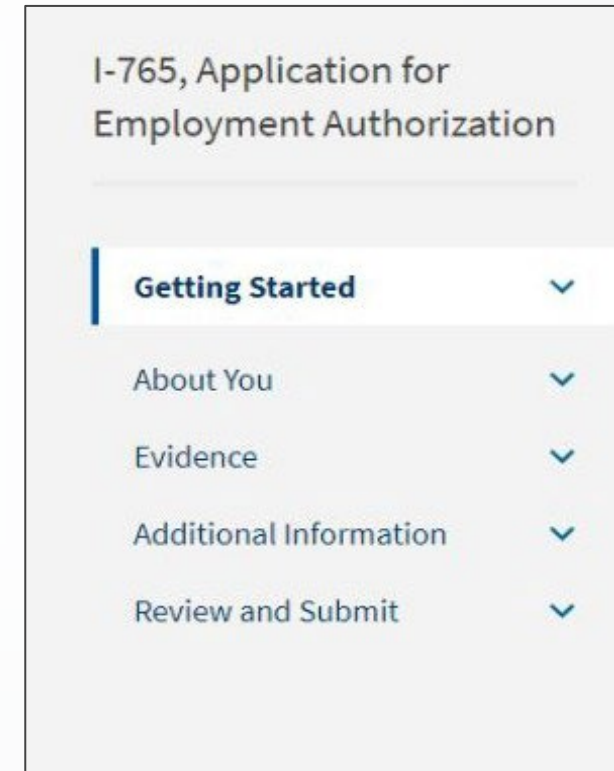 I-765, Application for
Employment Authorization
Getting Started
About You
Evidence
Additional Information
Review and Submit